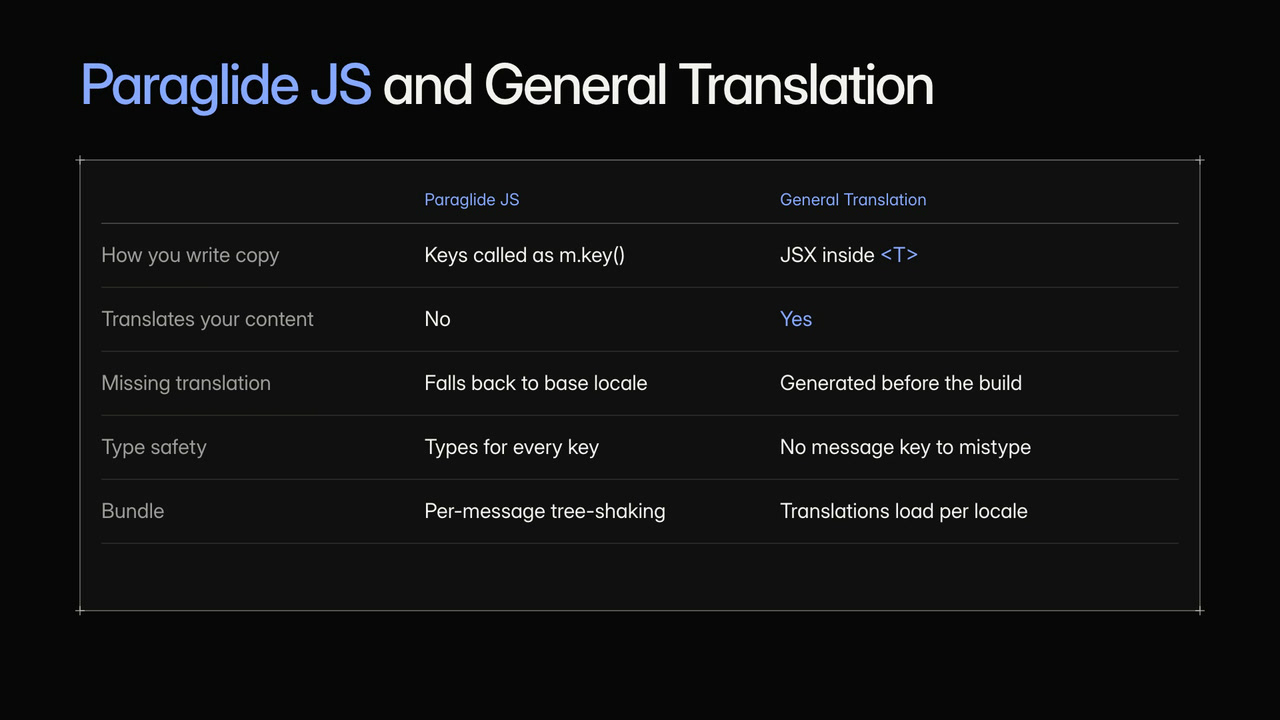 Paraglide JS and General Translation
Paraglide JS General Translation
How you write copy Keys called as m.key() JSX inside <T>
Translates your content No Yes
Missing translation Falls back to base locale Generated before the build
Type safety Types for every key No message key to mistype
Bundle Per-message tree-shaking Translations load per locale